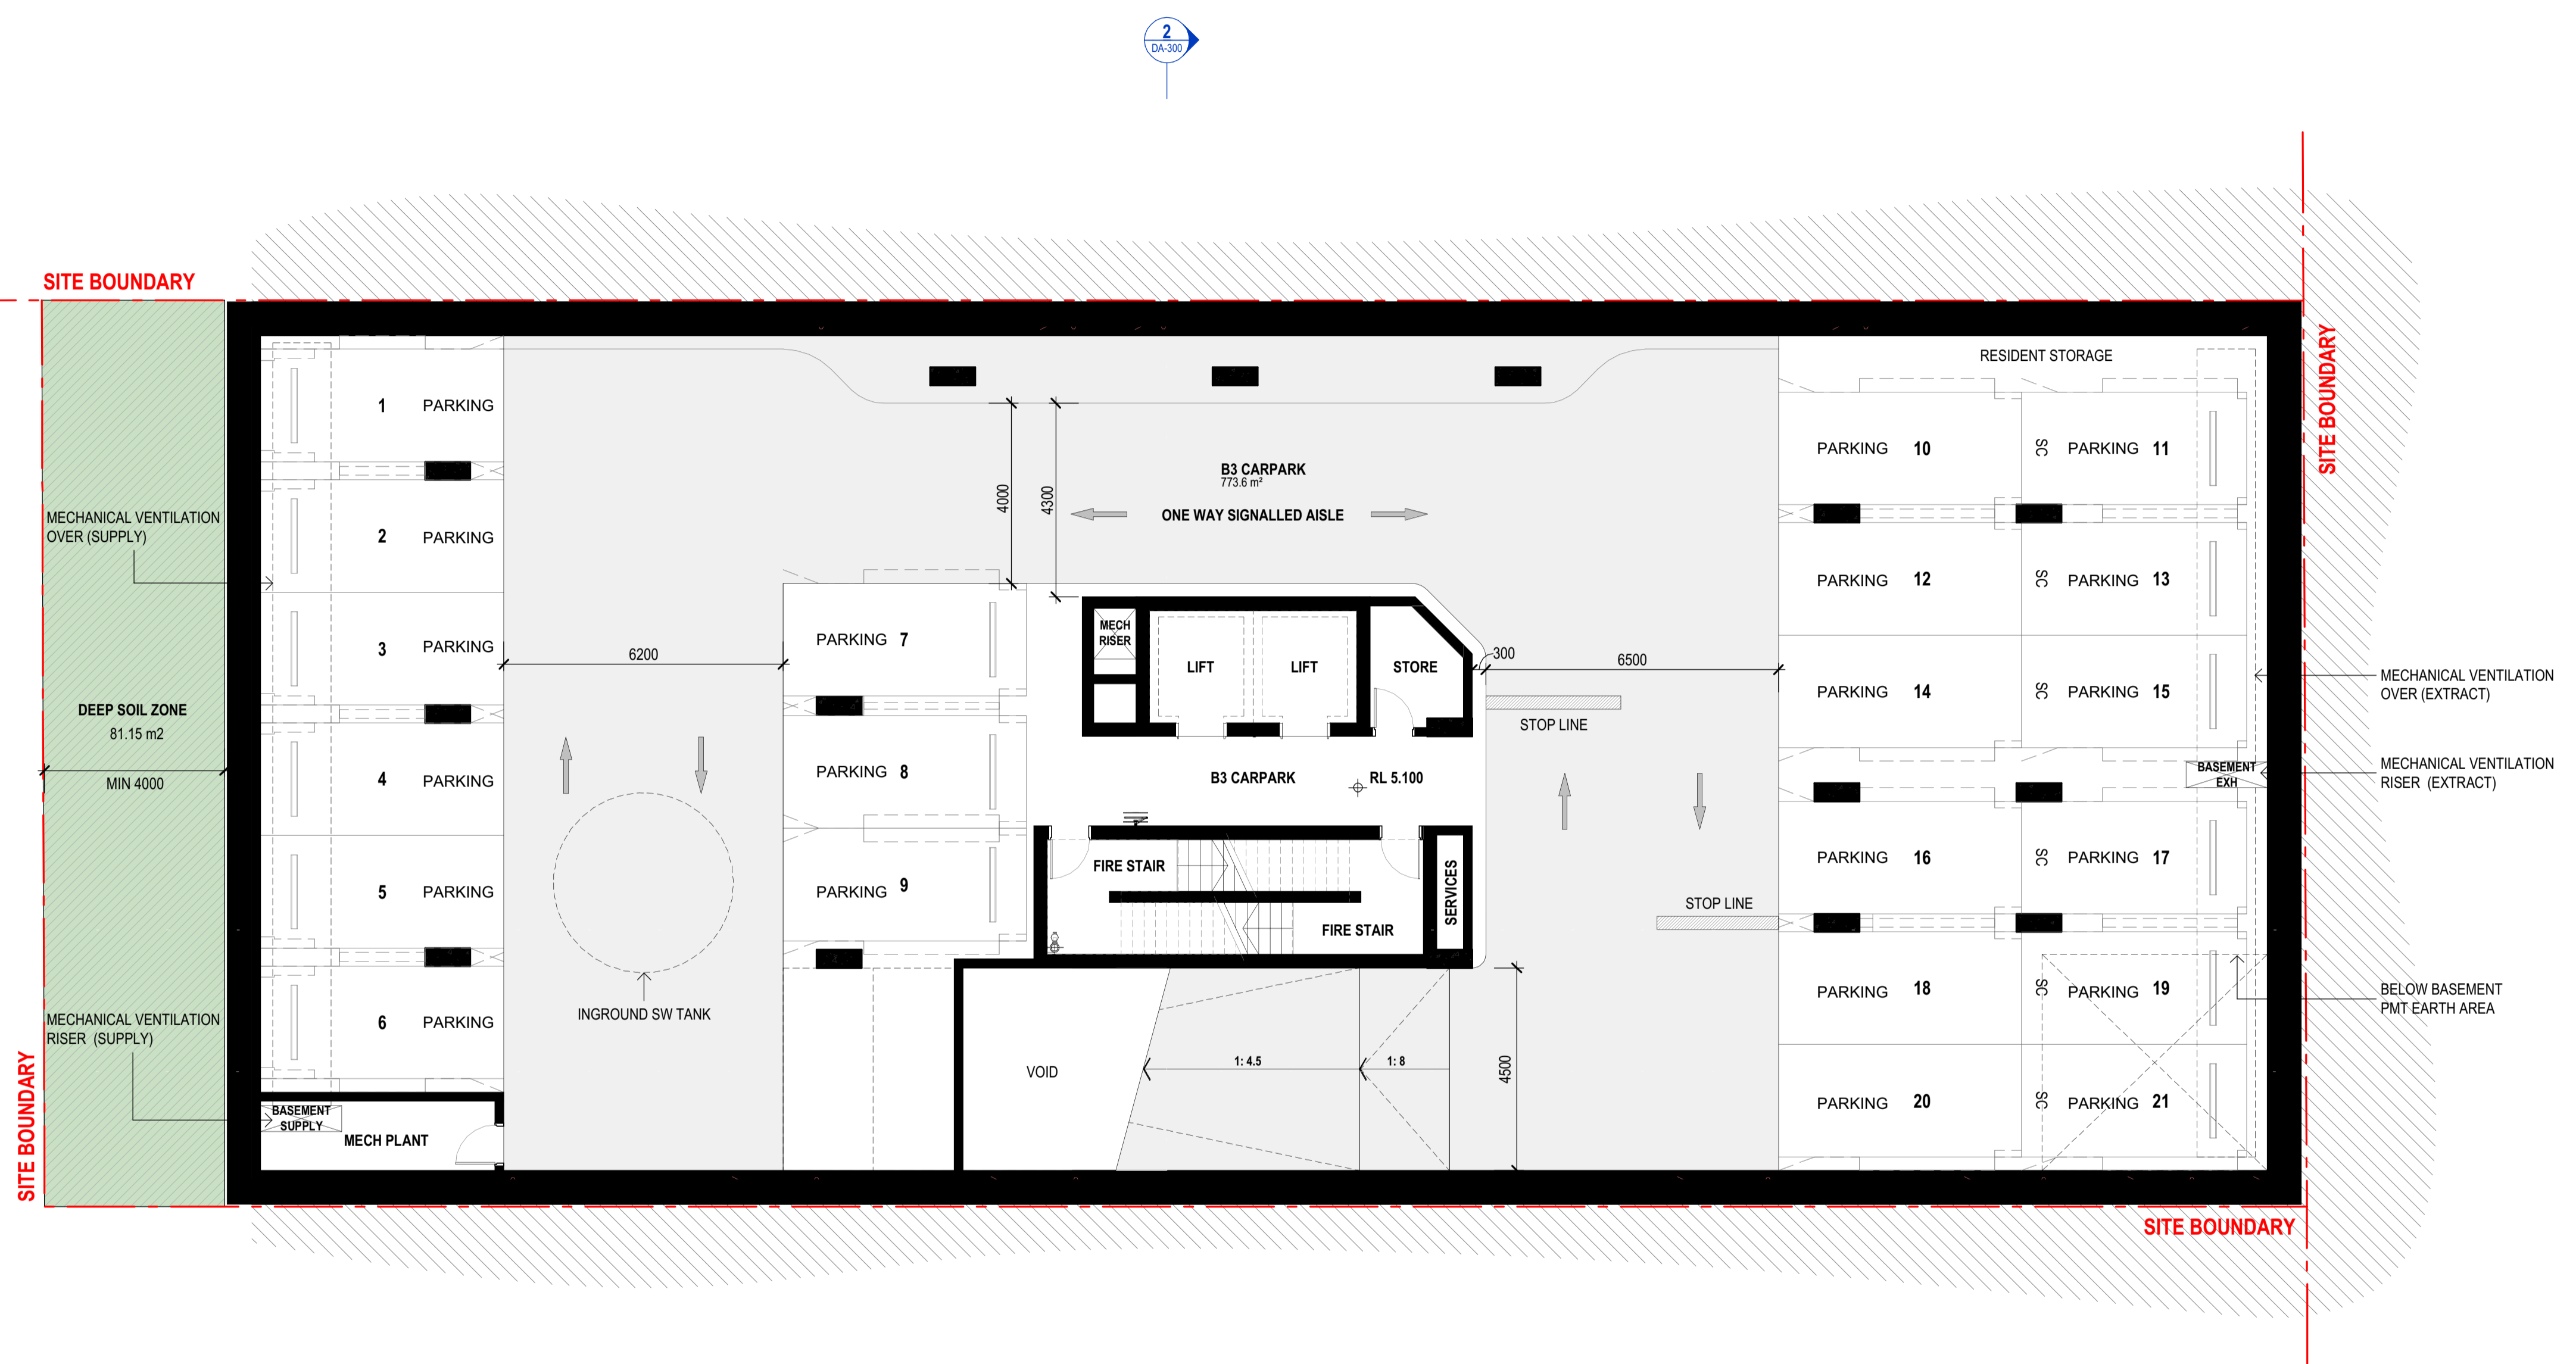 2
DA-300
SITE BOUNDARY
SITE BOUNDARY
RESIDENT STORAGE
1 PARKING
2 PARKING
3 PARKING
4 PARKING
5 PARKING
6 PARKING
MECHANICAL VENTILATION
OVER (SUPPLY)
DEEP SOIL ZONE
81.15 m2
MIN 4000
MECHANICAL VENTILATION
RISER (SUPPLY)
SITE BOUNDARY
BASEMENT
SUPPLY
MECH PLANT
6200
INGROUND SW TANK
PARKING 7
PARKING 8
PARKING 9
4000
4300
B3 CARPARK
773.6 m²
ONE WAY SIGNALLED AISLE
MECH
RISER
LIFT
LIFT
STORE
300
6500
STOP LINE
B3 CARPARK
RL 5.100
FIRE STAIR
FIRE STAIR
SERVICES
STOP LINE
VOID
1: 4.5
1: 8
4500
PARKING 10
SC PARKING 11
PARKING 12
SC PARKING 13
PARKING 14
SC PARKING 15
PARKING 16
SC PARKING 17
PARKING 18
SC PARKING 19
PARKING 20
SC PARKING 21
BASEMENT
EXH
MECHANICAL VENTILATION
OVER (EXTRACT)
MECHANICAL VENTILATION
RISER (EXTRACT)
BELOW BASEMENT
PMT EARTH AREA
SITE BOUNDARY